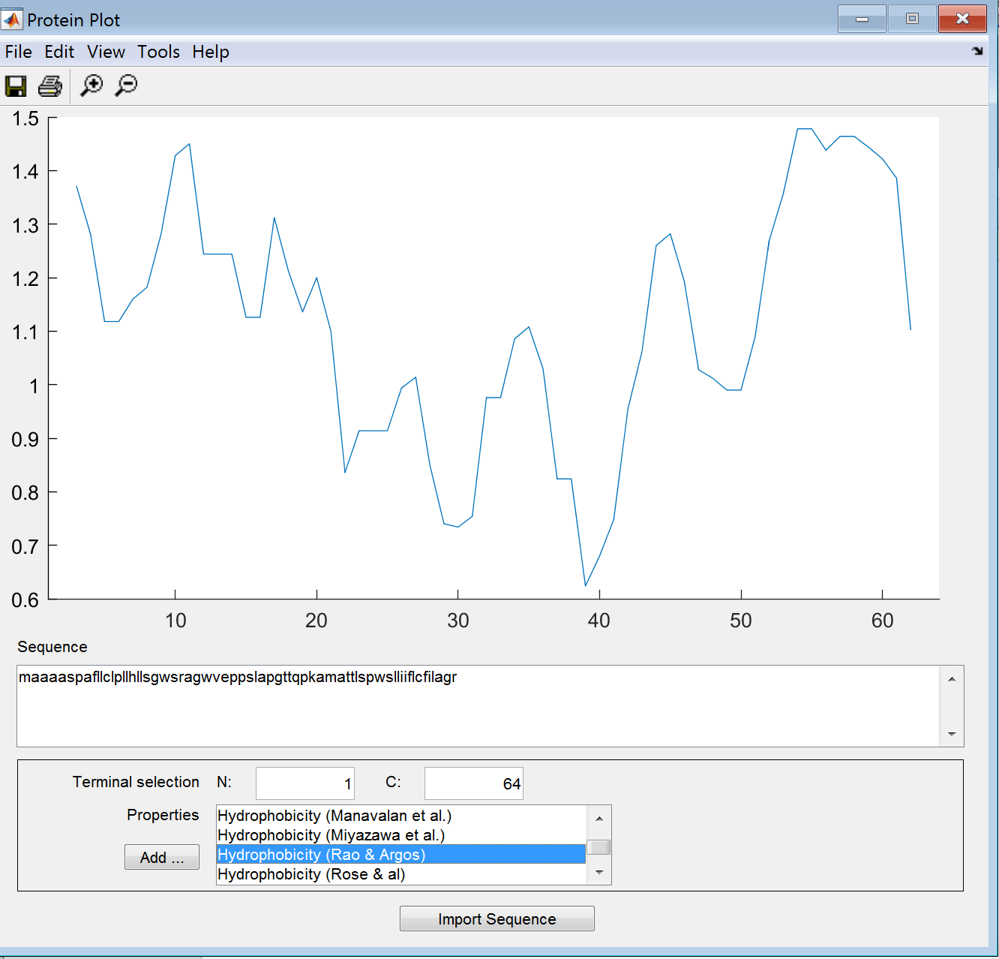 Protein Plot
File Edit View Tools Help
1.5
1.4
1.3
1.2
1.1
1
0.9
0.8
0.7
0.6
10 20 30 40 50 60
Sequence
maaaaspafllclpllhllsgwsragwveppslapgttqpkamattlspwslliiflcfilagr
Terminal selection N: 1 C: 64
Properties
Hydrophobicity (Manavalan et al.)
Hydrophobicity (Miyazawa et al.)
Hydrophobicity (Rao & Argos)
Hydrophobicity (Rose & al)
Add ...
Import Sequence